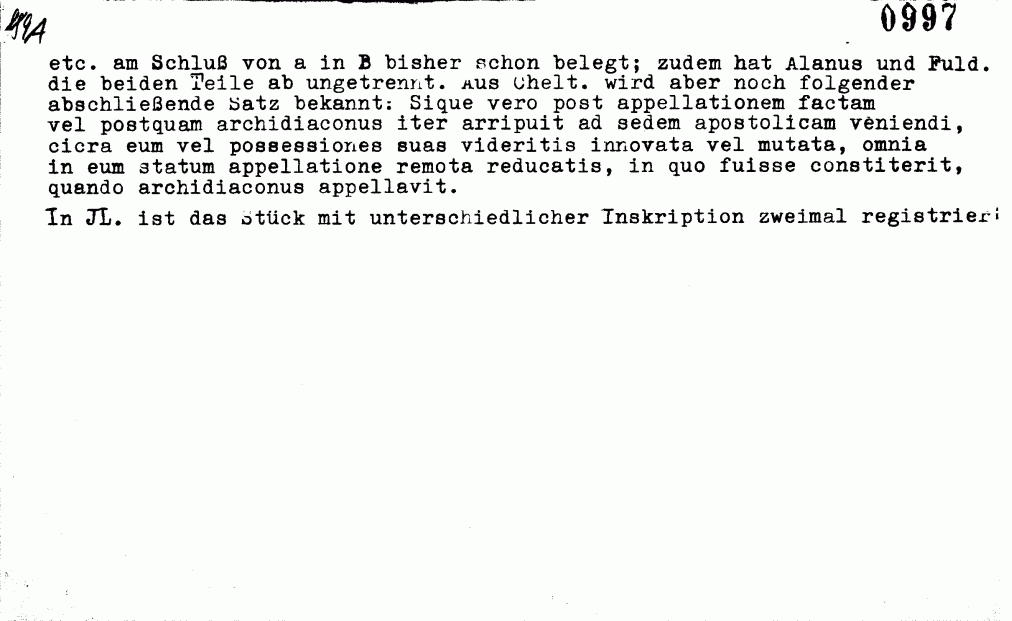 0997
etc. am Schluß von a in B bisher schon belegt; zudem hat Alanus und Fuld.
die beiden Teile ab ungetrennt. Aus Chelt. wird aber noch folgender
abschließende Satz bekannt: Sique vero post appellationem factam
vel postquam archidiaconus iter arripuit ad sedem apostolicam veniendi,
cicra eum vel possessiones suas videritis innovata vel mutata, omnia
in eum statum appellatione remota reducatis, in quo fuisse constiterit,
quando archidiaconus appellavit.
In JL. ist das Stück mit unterschiedlicher Inskription zweimal registriert